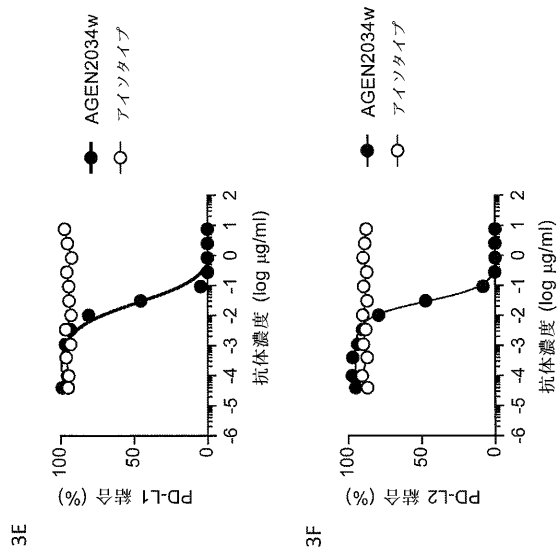 3E
PD-L1 結合 (%)
100
50
0
-6 -5 -4 -3 -2 -1 0 1 2
抗体濃度 (log µg/ml)
AGEN2034w
アイソタイプ
3F
PD-L2 結合 (%)
100
50
0
-6 -5 -4 -3 -2 -1 0 1 2
抗体濃度 (log µg/ml)
AGEN2034w
アイソタイプ